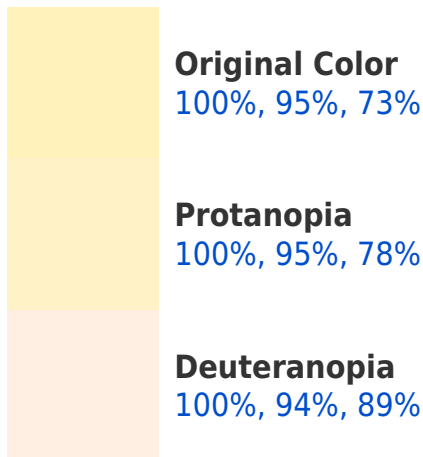 Original Color
100%, 95%, 73%
Protanopia
100%, 95%, 78%
Deuteranopia
100%, 94%, 89%